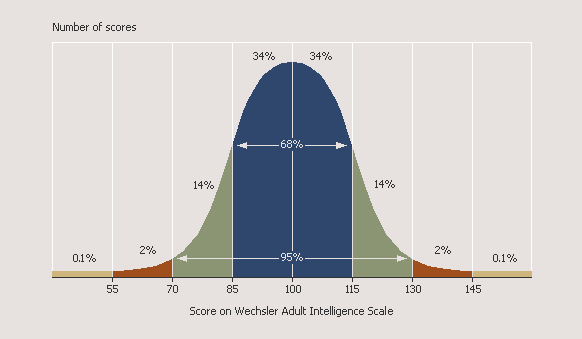 Number of scores
34% 34%
68%
14% 14%
2% 2%
0.1% 95% 0.1%
55 70 85 100 115 130 145
Score on Wechsler Adult Intelligence Scale